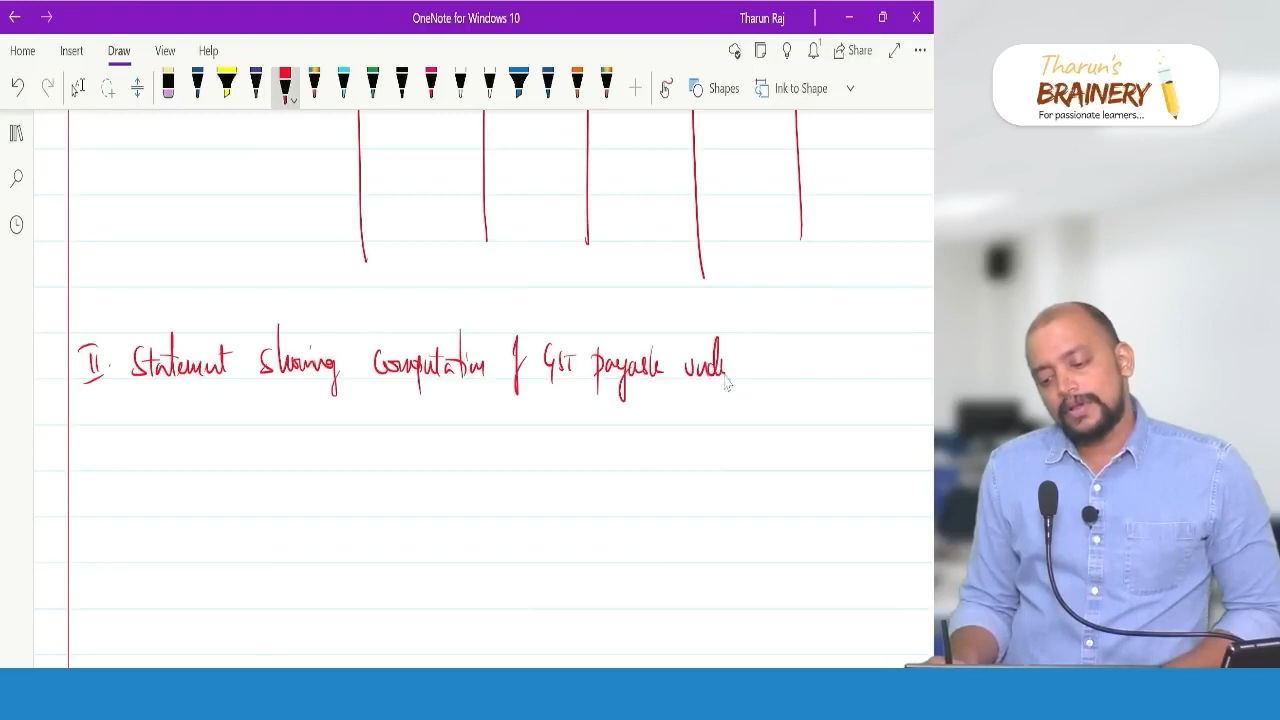 OneNote for Windows 10
Tharun Raj
Home Insert Draw View Help
Share
Shapes
Ink to Shape
Tharun's
BRAINERY
For passionate learners...
II. Statement Showing Computation of GST payable unde